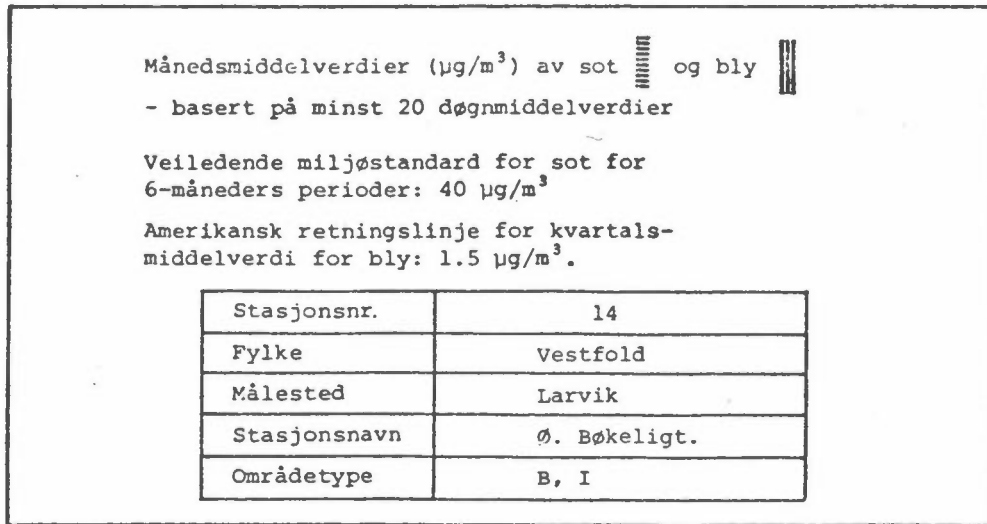 Månedsmiddelverdier (µg/m³) av sot og bly
- basert på minst 20 døgnmiddelverdier
Veiledende miljøstandard for sot for
6-måneders perioder: 40 µg/m³
Amerikansk retningslinje for kvartals-
middelverdi for bly: 1.5 µg/m³.
Stasjonsnr. 14
Fylke Vestfold
Målested Larvik
Stasjonsnavn Ø. Bøkeligt.
Områdetype B, I